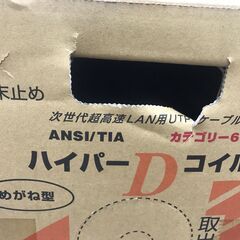 末止め
次世代超高速LAN用UTPケーブル
ANSI/TIA カテゴリー6
ハイパーDコイル
めがね型
取出